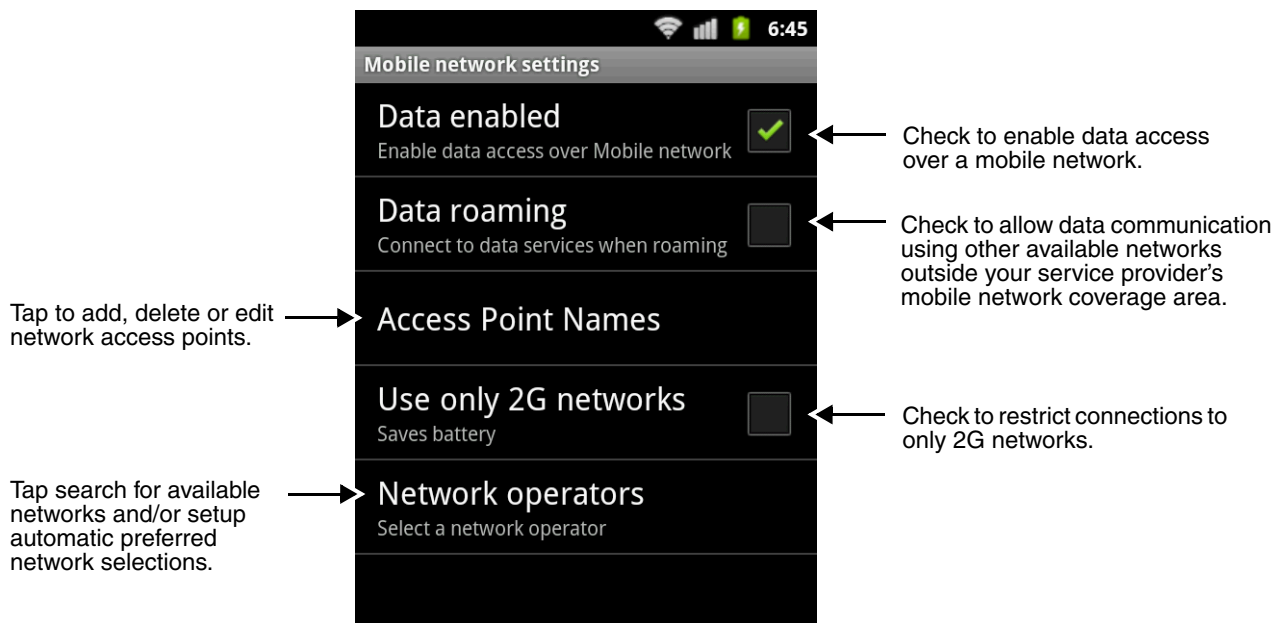 6:45
Mobile network settings
Data enabled
Enable data access over Mobile network
Check to enable data access
over a mobile network.
Data roaming
Connect to data services when roaming
Check to allow data communication
using other available networks
outside your service provider's
mobile network coverage area.
Tap to add, delete or edit
network access points.
Access Point Names
Use only 2G networks
Saves battery
Check to restrict connections to
only 2G networks.
Tap search for available
networks and/or setup
automatic preferred
network selections.
Network operators
Select a network operator